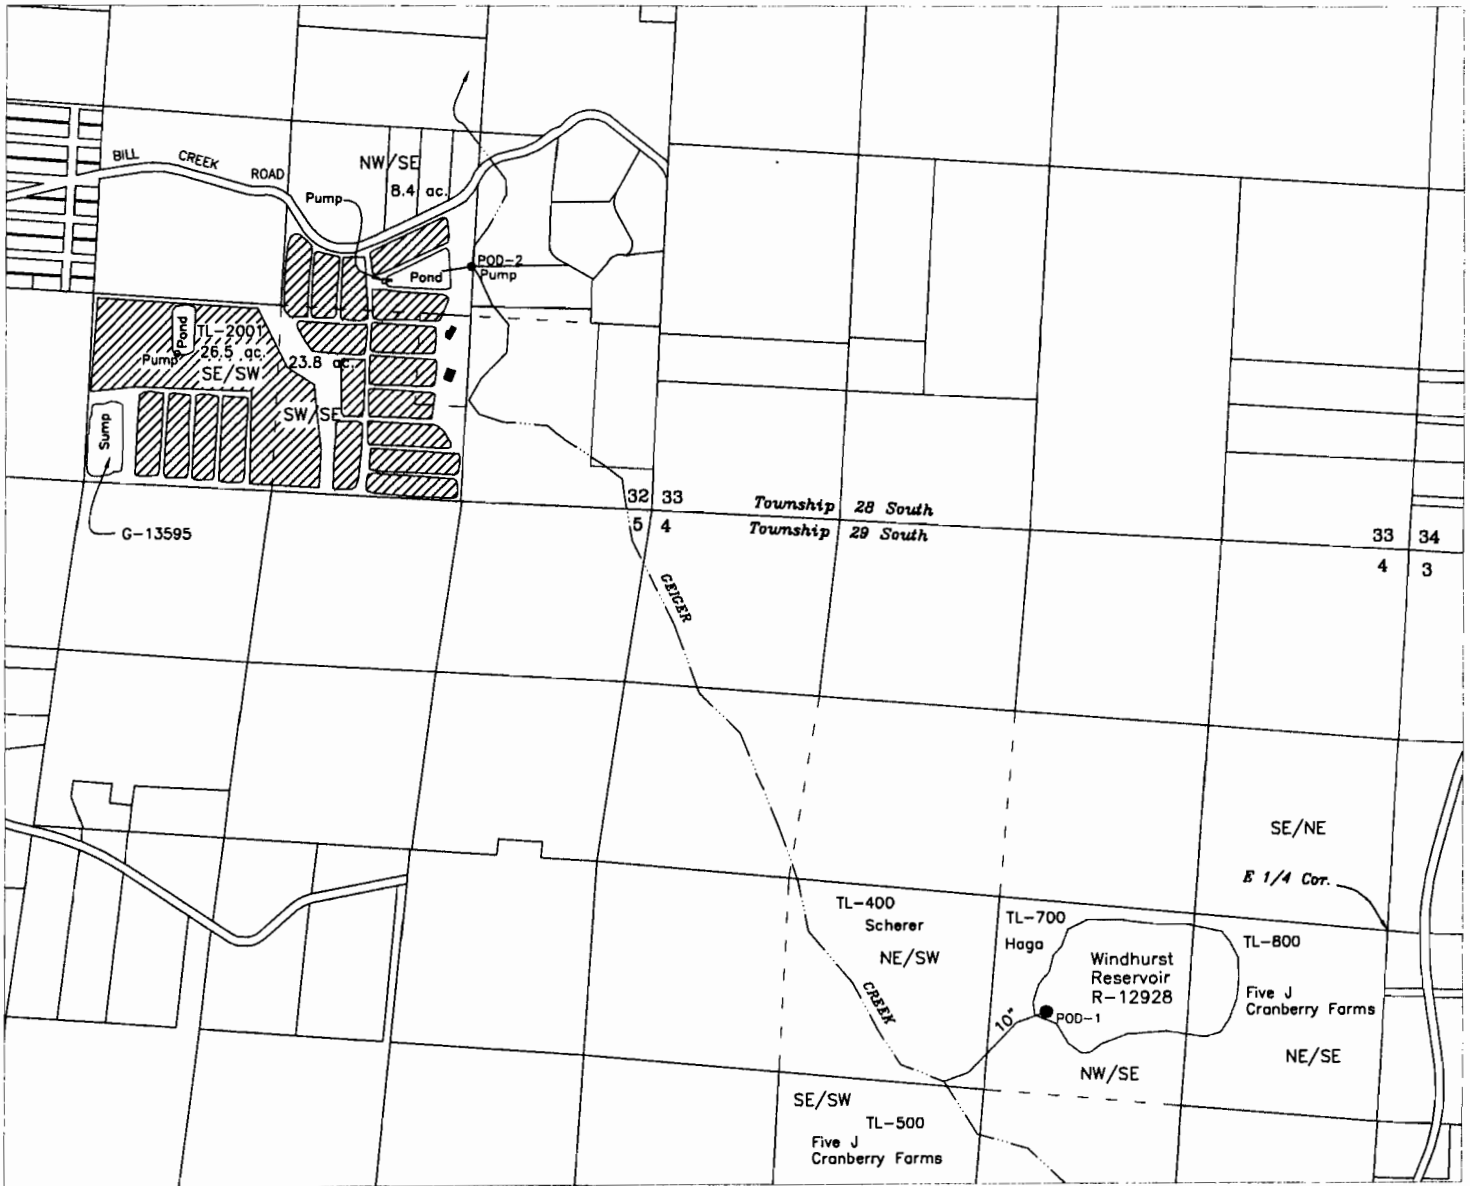 BILL CREEK ROAD
NW/SE
8.4 ac.
Pump
POD-2
Pump
Pond
Pond
TL-2001
26.5 ac.
Pump
SE/SW
23.8 ac.
SW/SE
Sump
G-13595
32 33
5 4
Township 28 South
Township 29 South
33 34
4 3
GEIGER
SE/NE
E 1/4 Cor.
TL-400
Scherer
NE/SW
TL-700
Haga
Windhurst
Reservoir
R-12928
TL-800
Five J
Cranberry Farms
CREEK
10"
POD-1
NE/SE
NW/SE
SE/SW
TL-500
Five J
Cranberry Farms